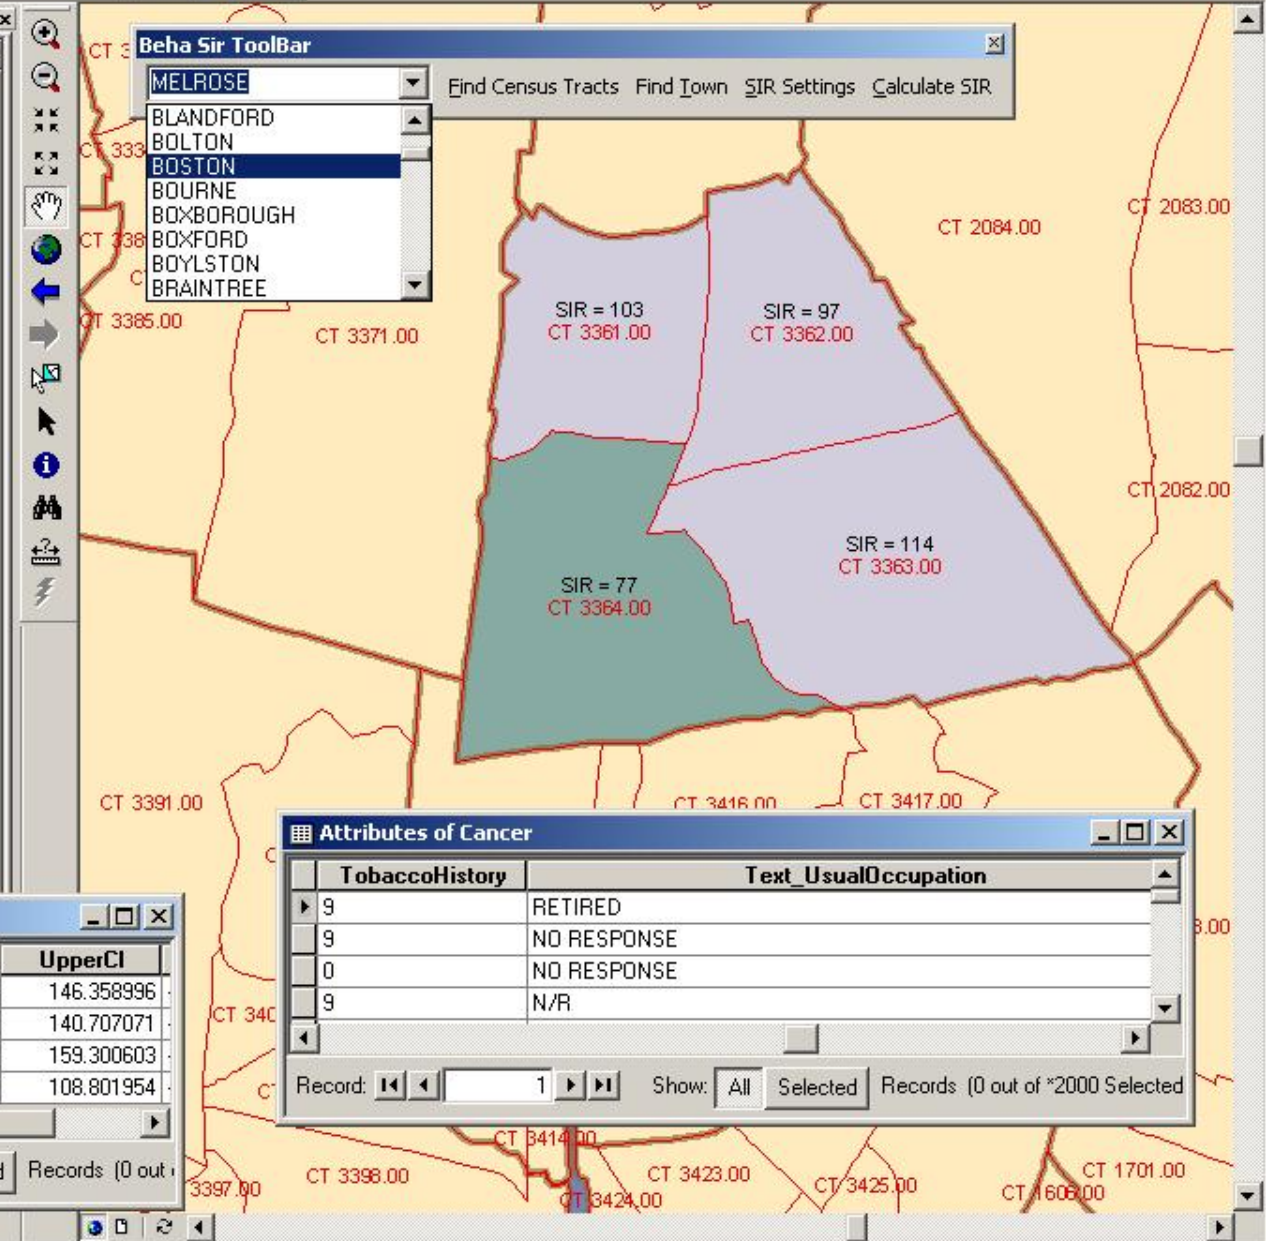 Beha Sir ToolBar
MELROSE
Find Census Tracts Find Town SIR Settings Calculate SIR
BLANDFORD
BOLTON
BOSTON
BOURNE
BOXBOROUGH
BOXFORD
BOYLSTON
BRAINTREE
CT 2083.00
CT 2084.00
CT 3385.00
CT 3371.00
SIR = 103
CT 3361.00
SIR = 97
CT 3362.00
CT 2082.00
SIR = 114
CT 3363.00
SIR = 77
CT 3364.00
CT 3391.00
CT 3416.00
CT 3417.00
Attributes of Cancer
TobaccoHistory Text_UsualOccupation
9 RETIRED
9 NO RESPONSE
0 NO RESPONSE
9 N/R
Record: 1 Show: All Selected Records (0 out of *2000 Selected
UpperCI
146.358996
140.707071
159.300603
108.801954
Records (0 out
CT 3414.00
3397.00
CT 3398.00
CT 3423.00
CT 3424.00
CT 3425.00
CT 1606.00
CT 1701.00